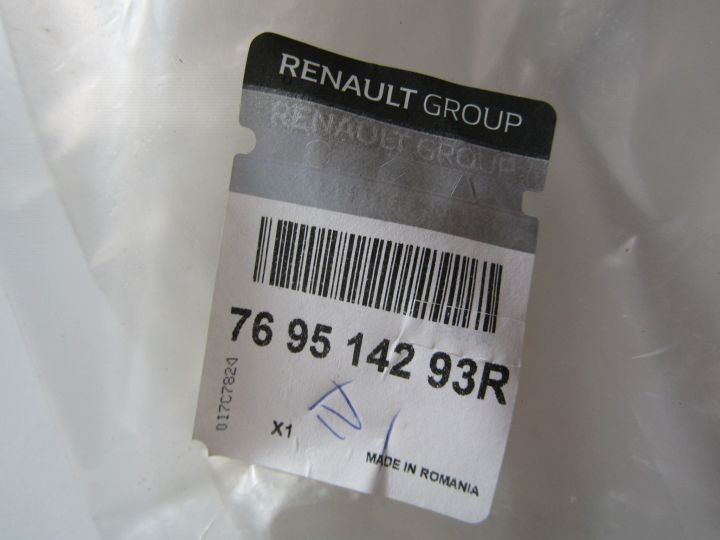 RENAULT GROUP
RENAULT GROUP
76 95 142 93R
017C7824
X1
MADE IN ROMANIA